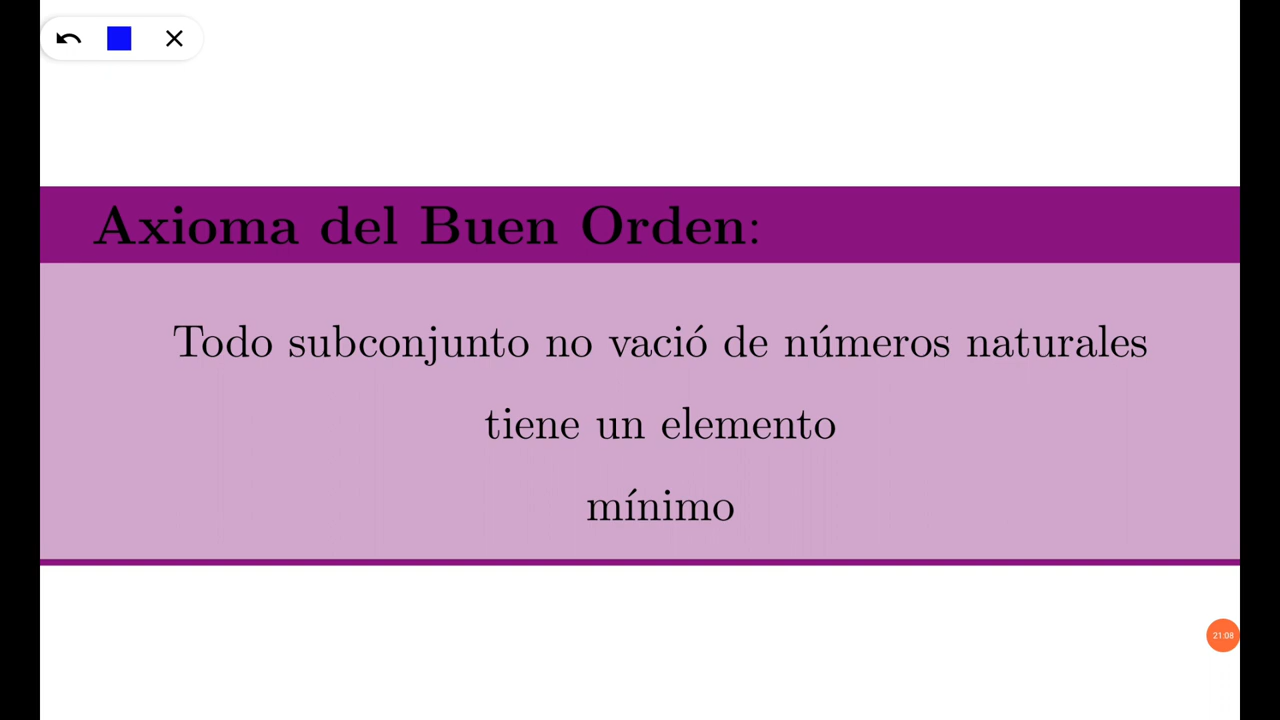 Axioma del Buen Orden:
Todo subconjunto no vació de números naturales
tiene un elemento
mínimo
21:08